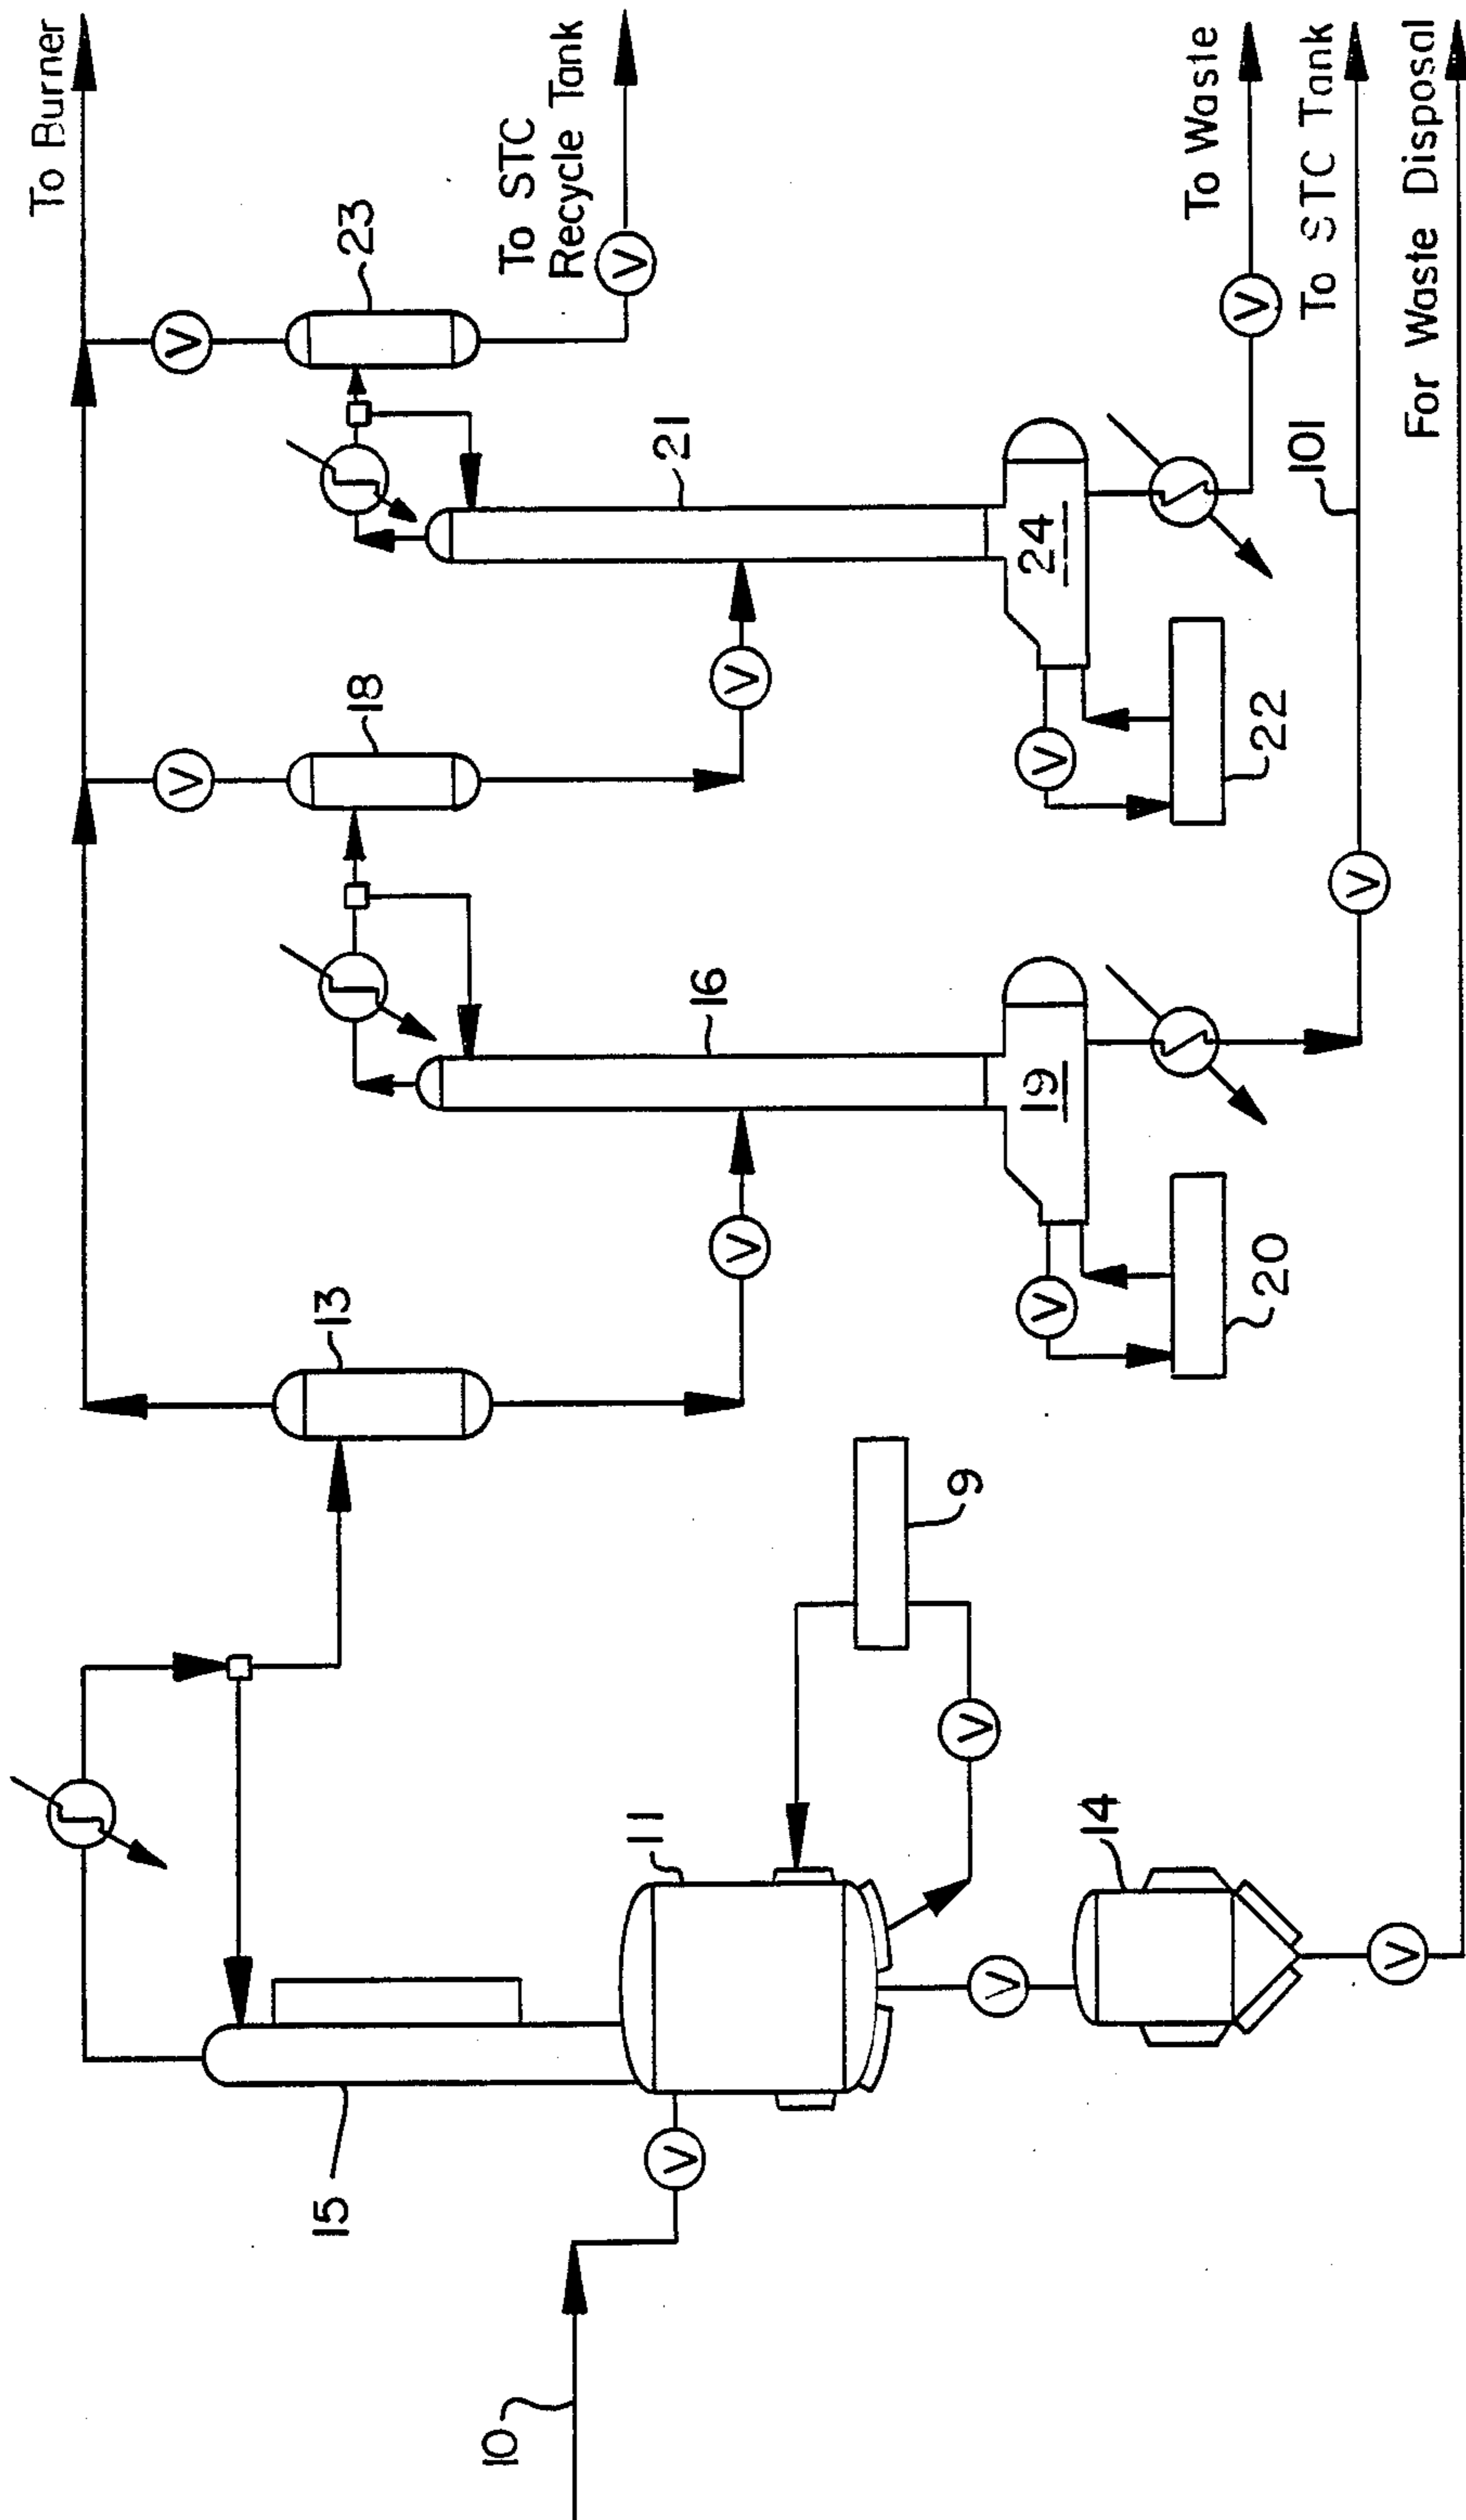 To Burner
23
To STC
Recycle Tank
V
V
18
21
V
V
24
V
22
To Waste
V
To STC Tank
101
For Waste Disposal
13
16
V
19
V
20
V
11
9
V
14
V
V
15
V
10